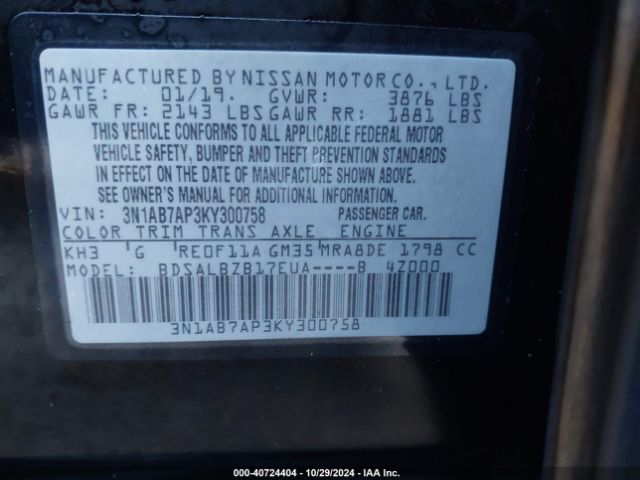 MANUFACTURED BY NISSAN MOTOR CO., LTD.
DATE: 01/19. GVWR: 3876 LBS
GAWR FR: 2143 LBS GAWR RR: 1881 LBS
THIS VEHICLE CONFORMS TO ALL APPLICABLE FEDERAL MOTOR
VEHICLE SAFETY, BUMPER AND THEFT PREVENTION STANDARDS
IN EFFECT ON THE DATE OF MANUFACTURE SHOWN ABOVE.
SEE OWNER'S MANUAL FOR ADDITIONAL INFORMATION.
VIN: 3N1AB7AP3KY300758 PASSENGER CAR.
COLOR TRIM TRANS AXLE ENGINE
KH3 G RE0F11A GM35 MRA8DE 1798 CC
MODEL: BDSALBZB17EUA----B 4Z000
3N1AB7AP3KY300758
000-40724404 | 10/29/2024 | IAA Inc.